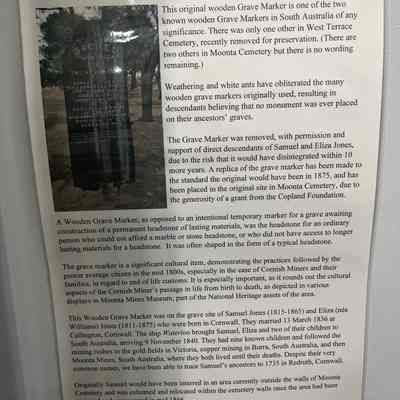 This original wooden Grave Marker is one of the two
known wooden Grave Markers in South Australia of any
significance. There was only one other in West Terrace
Cemetery, recently removed for preservation. (There are
two others in Moonta Cemetery but there is no wording
remaining.)
Weathering and white ants have obliterated the many
wooden grave markers originally used, resulting in
descendants believing that no monument was ever placed
on their ancestors' graves.
The Grave Marker was removed, with permission and
support of direct descendants of Samuel and Eliza Jones,
due to the risk that it would have disintegrated within 10
more years. A replica of the grave marker has been made to
the standard the original would have been in 1875, and has
been placed in the original site in Moonta Cemetery, due to
the generosity of a grant from the Copland Foundation.
A Wooden Grave Marker, as opposed to an intentional temporary marker for a grave awaiting
construction of a permanent headstone of lasting materials, was the headstone for an ordinary
person who could not afford a marble or stone headstone, or who did not have access to longer
lasting materials for a headstone. It was often shaped in the form of a typical headstone.
The grave marker is a significant cultural item, demonstrating the practices followed by the
poorer average citizen in the mid 1800s, especially in the case of Cornish Miners and their
families, in regard to end of life customs. It is especially important, as it rounds out the cultural
aspects of the Cornish Miner's passage in life from birth to death, as depicted in various
displays in Moonta Mines Museum, part of the National Heritage assets of the area.
This Wooden Grave Marker was on the grave site of Samuel Jones (1815-1865) and Eliza (née
Williams) Jones (1811-1875) who were born in Cornwall. They married 13 March 1836 at
Callington, Cornwall. The ship Waterloo brought Samuel, Eliza and two of their children to
South Australia, arriving 9 November 1840. They had nine known children and followed the
mining rushes to the gold fields in Victoria, copper mining in Burra, South Australia, and then
Moonta Mines, South Australia, where they both lived until their deaths. Despite their very
common names, we have been able to trace Samuel's ancestors to 1735 in Redruth, Cornwall.
Originally Samuel would have been interred in an area currently outside the walls of Moonta
Cemetery and was exhumed and relocated within the cemetery walls once the area had been